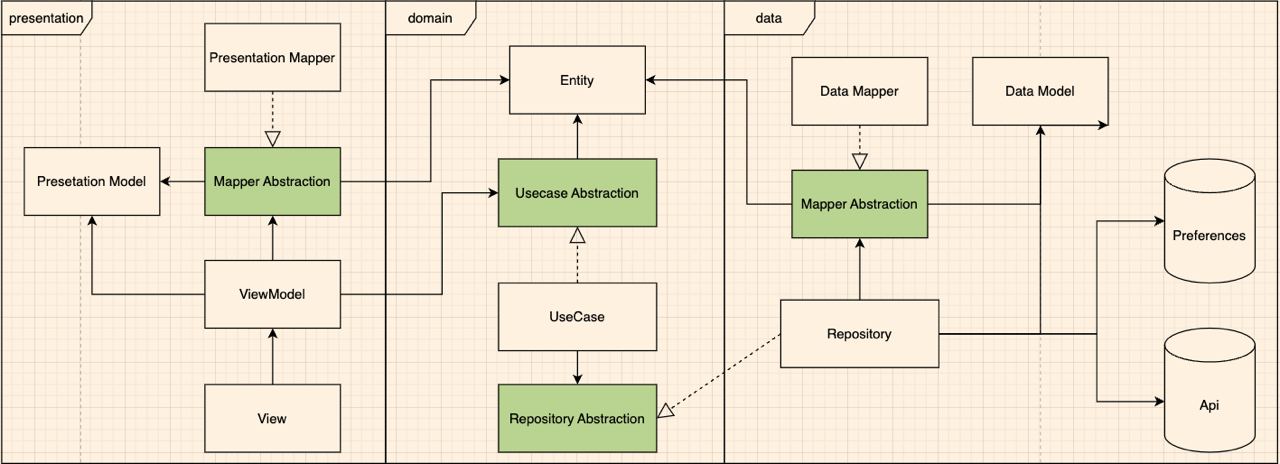 presentation
domain
data
Presentation Mapper
Entity
Data Mapper
Data Model
Presetation Model
Mapper Abstraction
Usecase Abstraction
Mapper Abstraction
Preferences
ViewModel
UseCase
Repository
View
Repository Abstraction
Api